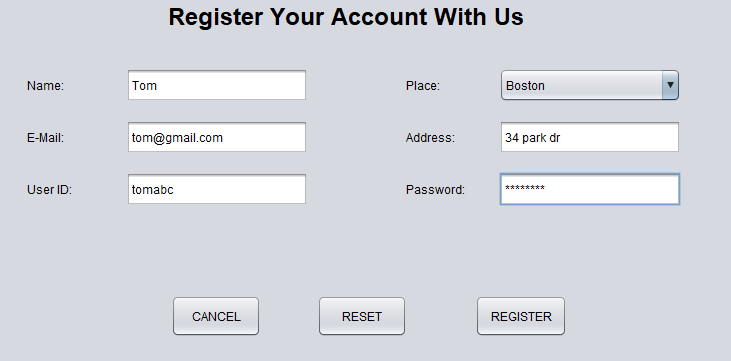 Register Your Account With Us
Name: Tom Place: Boston
E-Mail: tom@gmail.com Address: 34 park dr
User ID: tomabc Password: ********
CANCEL RESET REGISTER